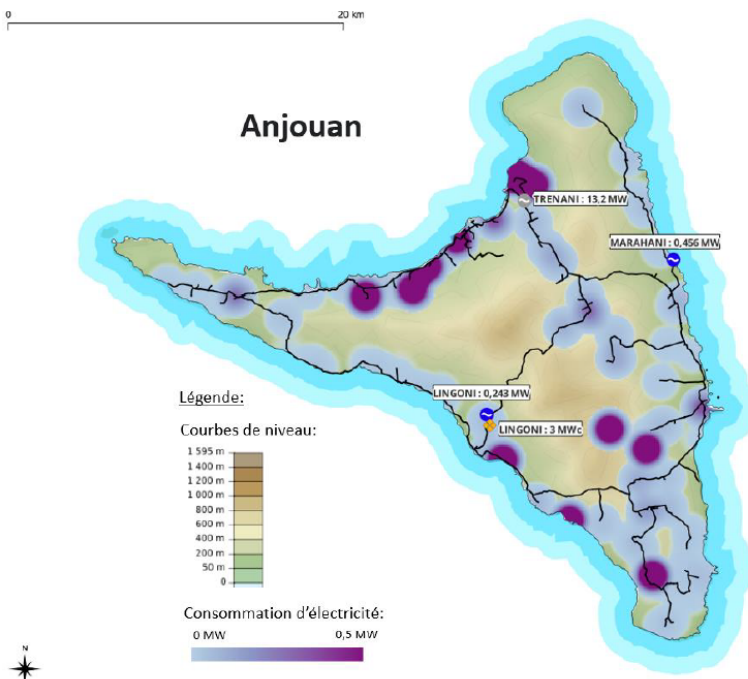 0 20 km
Anjouan
TRENANI : 13,2 MW
MARAHANI : 0,456 MW
LINGONI : 0,243 MW
LINGONI : 3 MWc
Légende:
Courbes de niveau:
1 595 m
1 400 m
1 200 m
1 000 m
800 m
600 m
400 m
200 m
50 m
0
Consommation d'électricité:
0 MW 0,5 MW
N